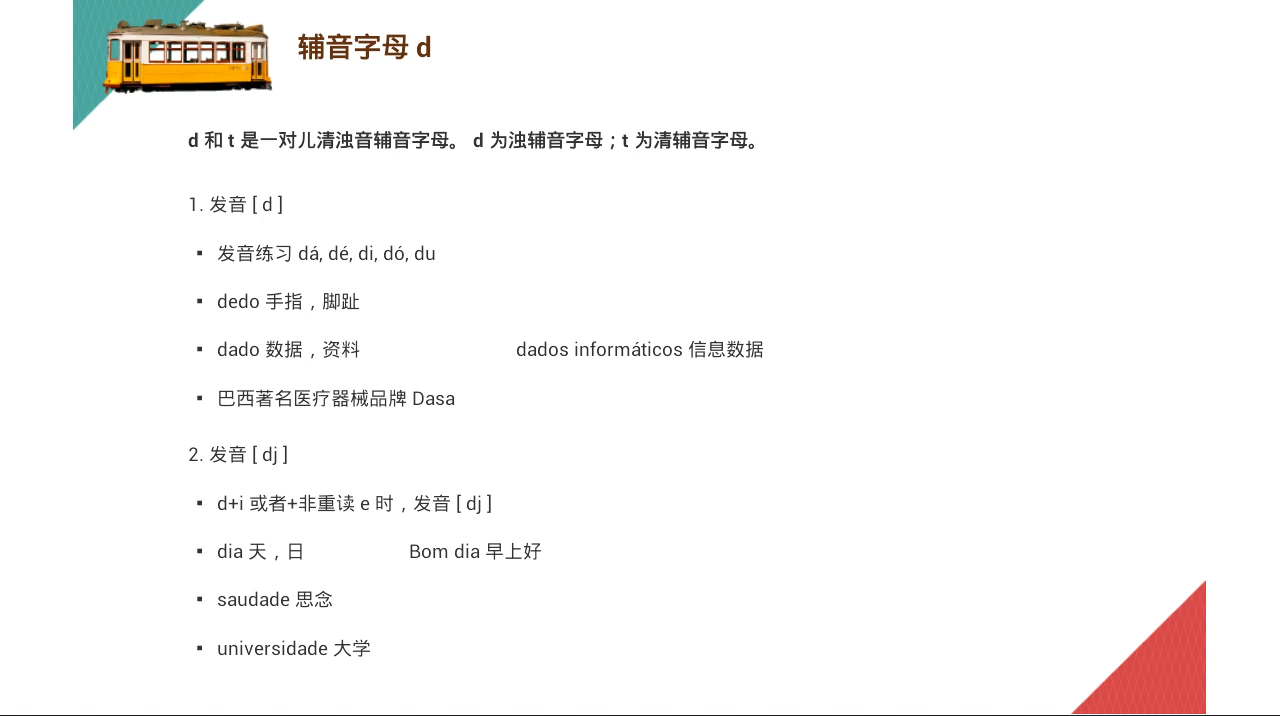 辅音字母 d
d 和 t 是一对儿清浊音辅音字母。 d 为浊辅音字母；t 为清辅音字母。
1. 发音 [ d ]
▪ 发音练习 dá, dé, di, dó, du
▪ dedo 手指，脚趾
▪ dado 数据，资料 dados informáticos 信息数据
▪ 巴西著名医疗器械品牌 Dasa
2. 发音 [ dj ]
▪ d+i 或者+非重读 e 时，发音 [ dj ]
▪ dia 天，日 Bom dia 早上好
▪ saudade 思念
▪ universidade 大学